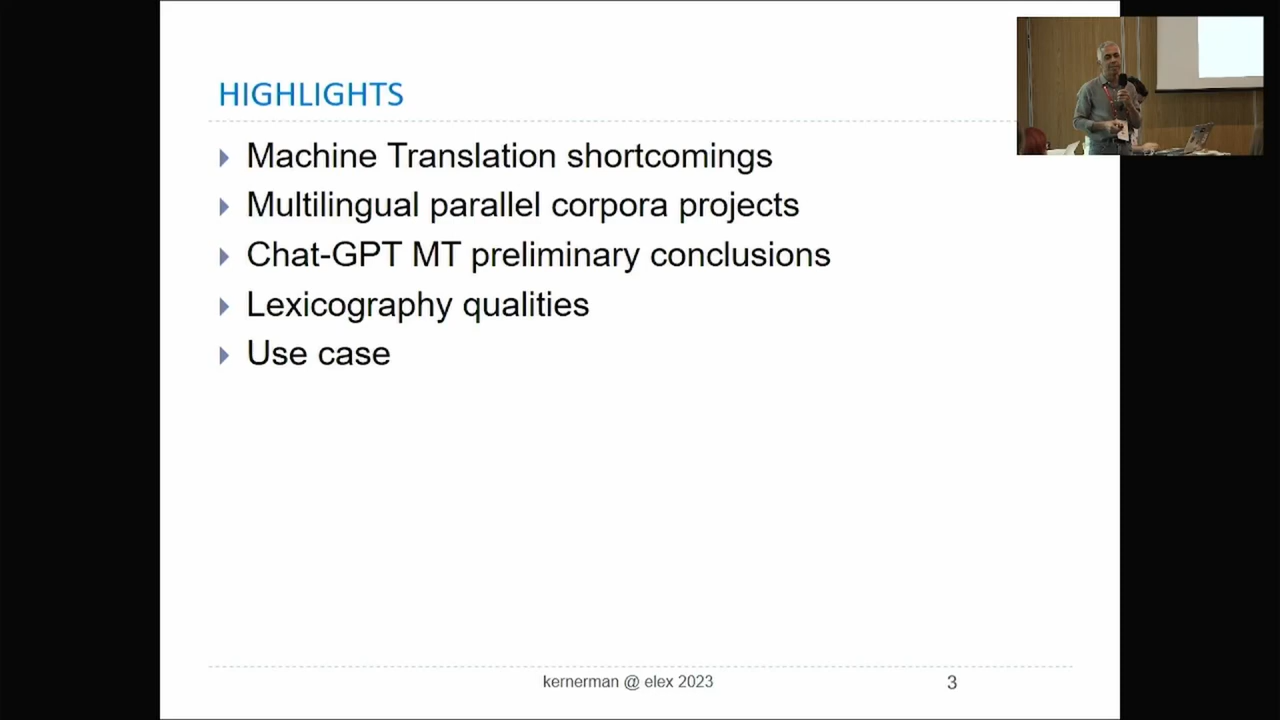 HIGHLIGHTS
Machine Translation shortcomings
Multilingual parallel corpora projects
Chat-GPT MT preliminary conclusions
Lexicography qualities
Use case
kernerman @ elex 2023
3